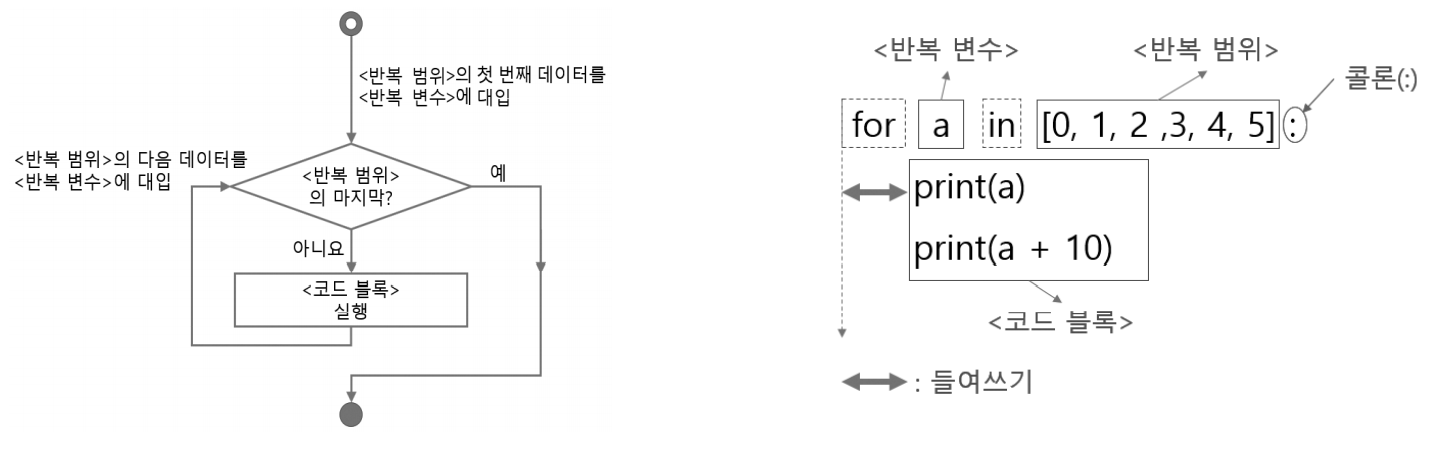 <반복 범위>의 첫 번째 데이터를
<반복 변수>에 대입
<반복 범위>의 다음 데이터를
<반복 변수>에 대입
<반복 범위>
의 마지막?
예
아니요
<코드 블록>
실행
<반복 변수>
<반복 범위>
콜론(:)
for a in [0, 1, 2 ,3, 4, 5] :
print(a)
print(a + 10)
<코드 블록>
: 들여쓰기